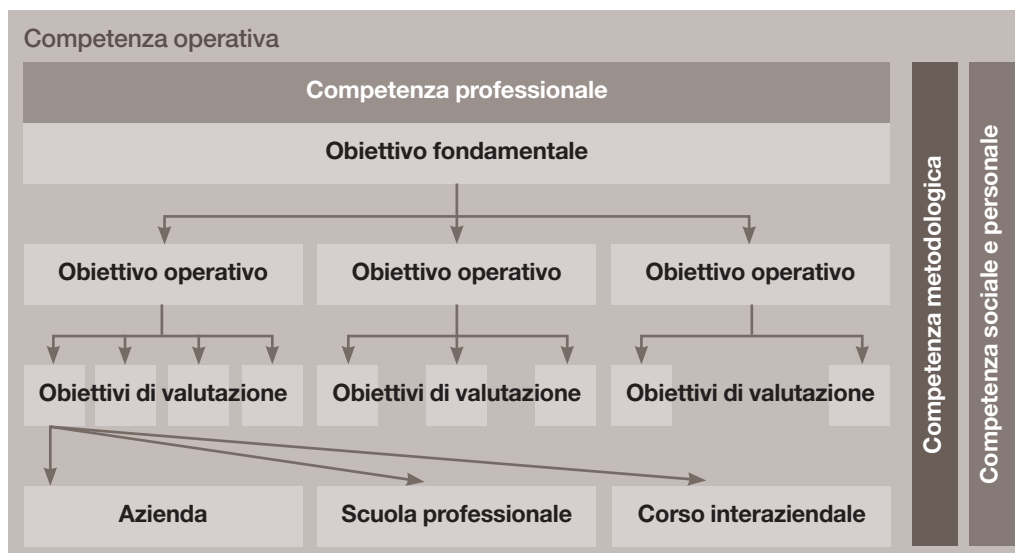 Competenza operativa
Competenza professionale
Obiettivo fondamentale
Obiettivo operativo
Obiettivo operativo
Obiettivo operativo
Obiettivi di valutazione
Obiettivi di valutazione
Obiettivi di valutazione
Azienda
Scuola professionale
Corso interaziendale
Competenza metodologica
Competenza sociale e personale